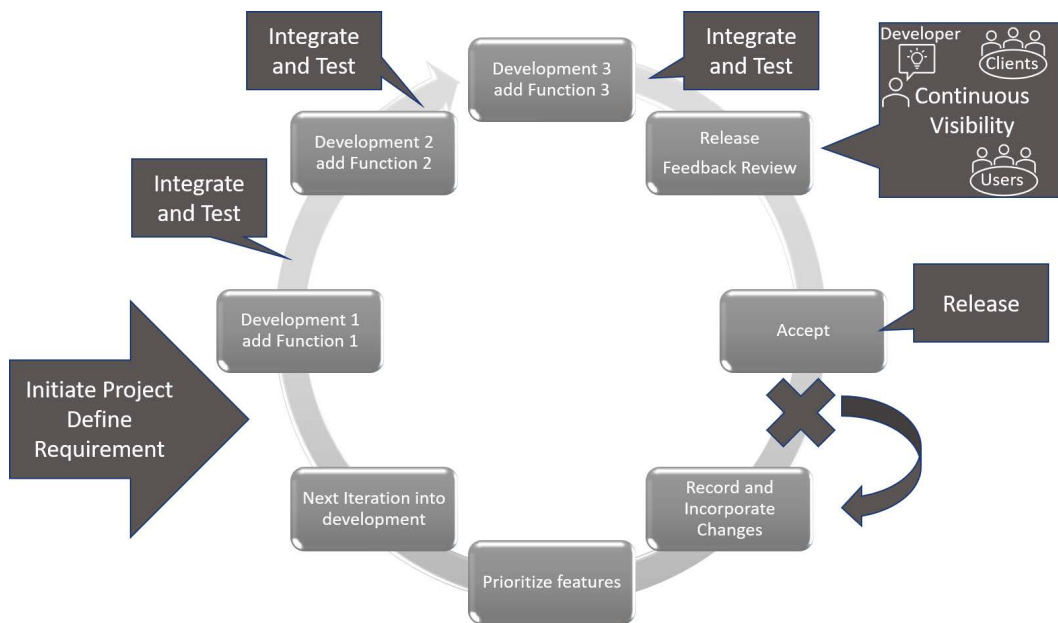 Integrate
and Test
Development 3
add Function 3
Integrate
and Test
Developer
Clients
Continuous
Visibility
Users
Development 2
add Function 2
Release
Feedback Review
Integrate
and Test
Development 1
add Function 1
Accept
Release
Initiate Project
Define
Requirement
Next Iteration into
development
Record and
Incorporate
Changes
Prioritize features